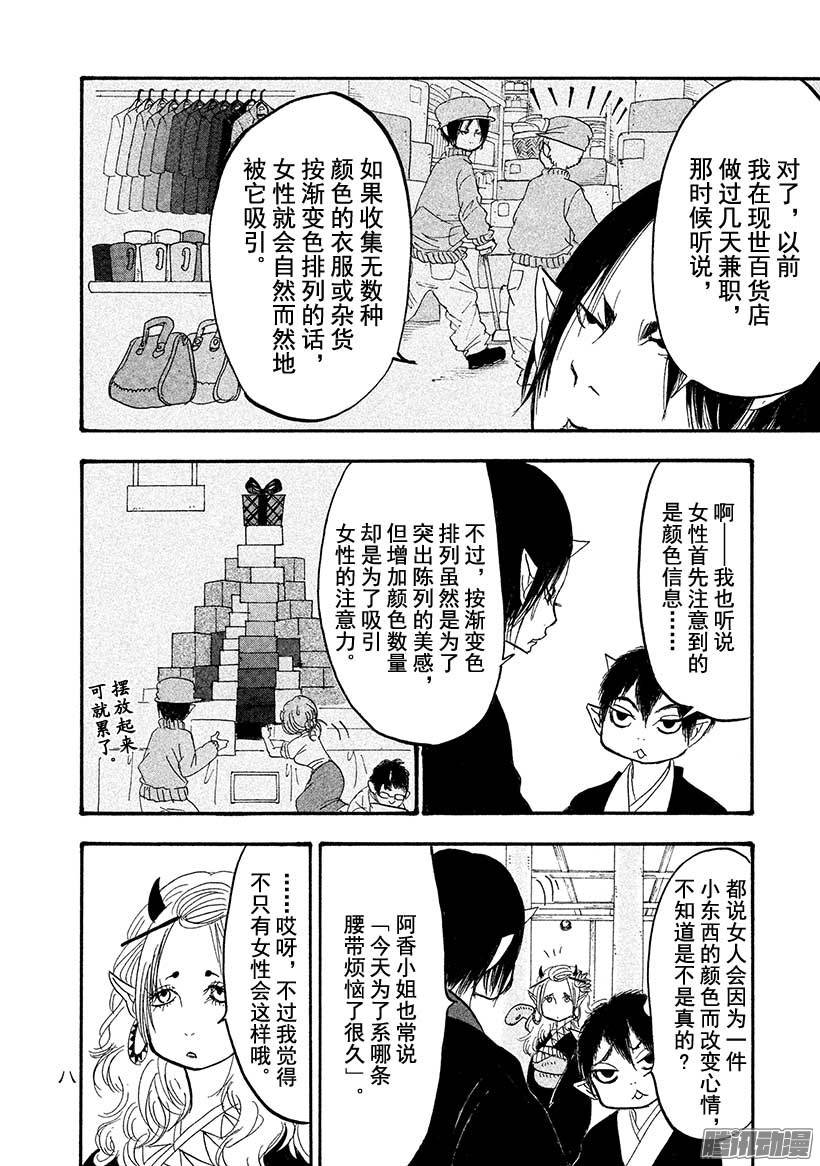 对了，以前
我在现世百货店
做过几天兼职，
那时候听说，
如果收集无数种
颜色的衣服或杂货
按渐变色排列的话，
女性就会自然而然地
被它吸引。
啊——我也听说
女性首先注意到的
是颜色信息……
不过，按渐变色
排列虽然是为了
突出陈列的美感，
但增加颜色数量
却是为了吸引
女性的注意力。
摆放起来
可就累了。
都说女人会因为一件
小东西的颜色而改变心情，
不知道是不是真的？
阿香小姐也常说
「今天为了系哪条
腰带烦恼了很久」。
……哎呀，不过我觉得
不只有女性会这样哦。
八
腾讯动漫